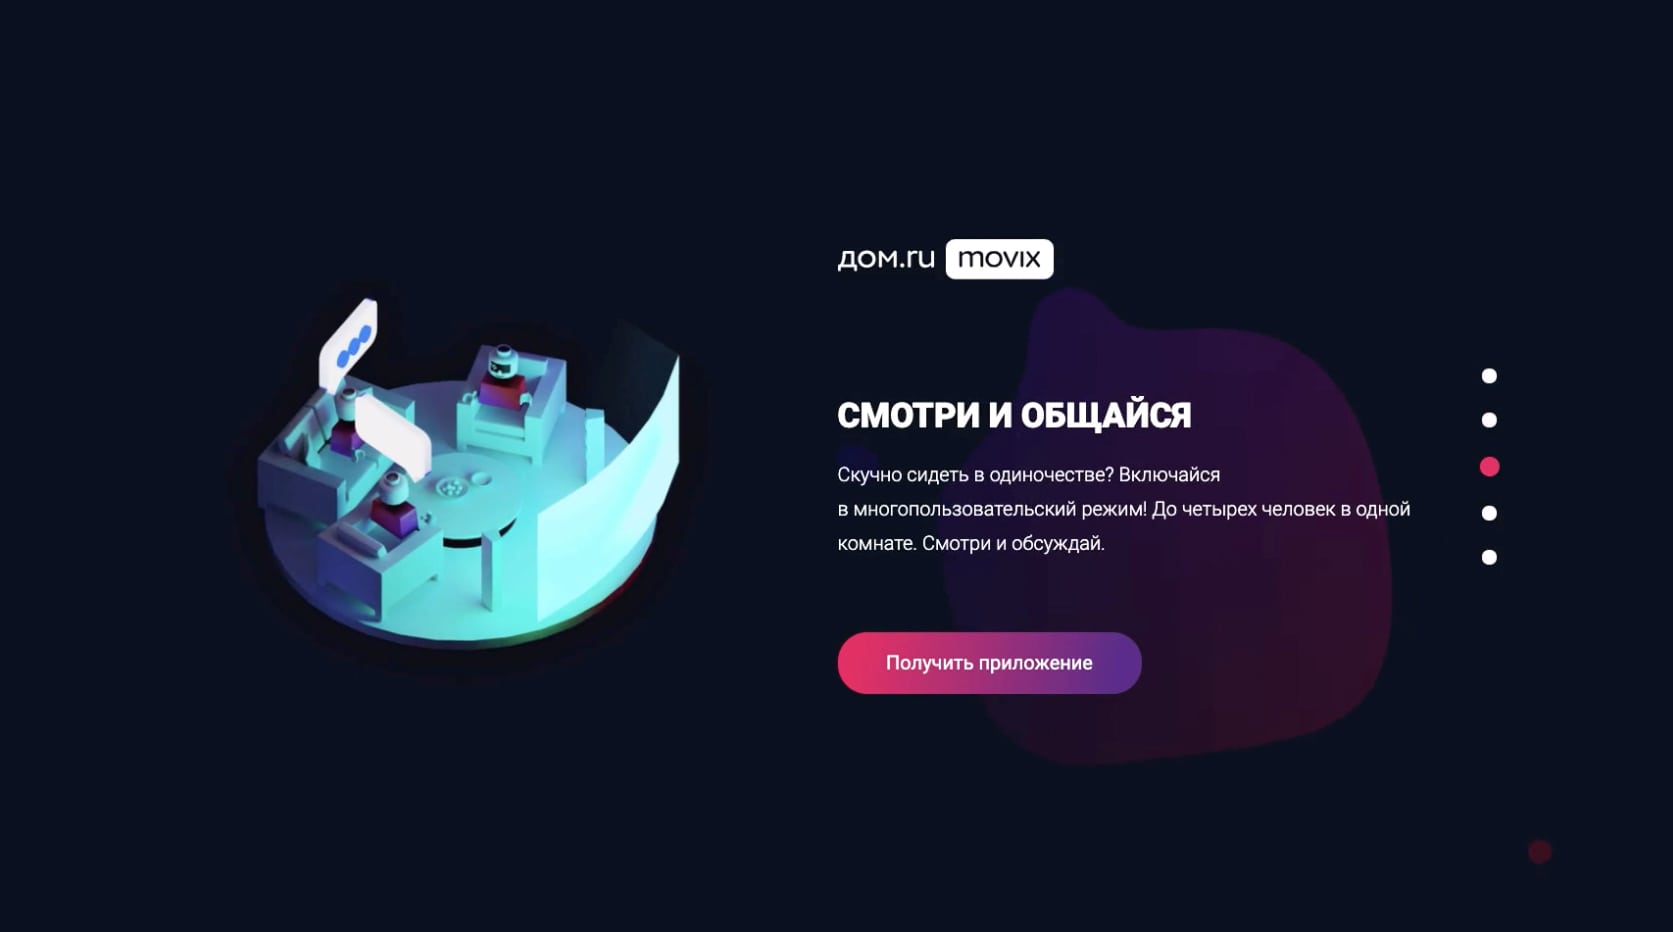 дом.ru movix
СМОТРИ И ОБЩАЙСЯ
Скучно сидеть в одиночестве? Включайся
в многопользовательский режим! До четырех человек в одной
комнате. Смотри и обсуждай.
Получить приложение